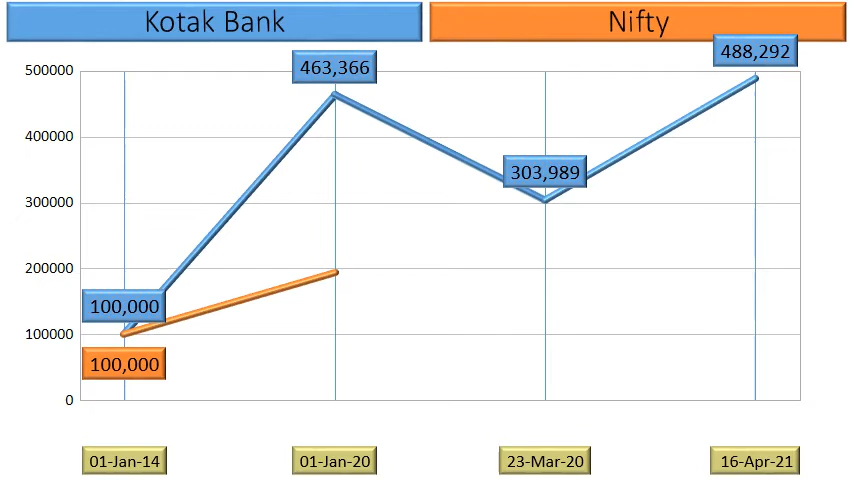 Kotak Bank
Nifty
488,292
463,366
500000
400000
303,989
300000
200000
100,000
100000
100,000
0
01-Jan-14
01-Jan-20
23-Mar-20
16-Apr-21